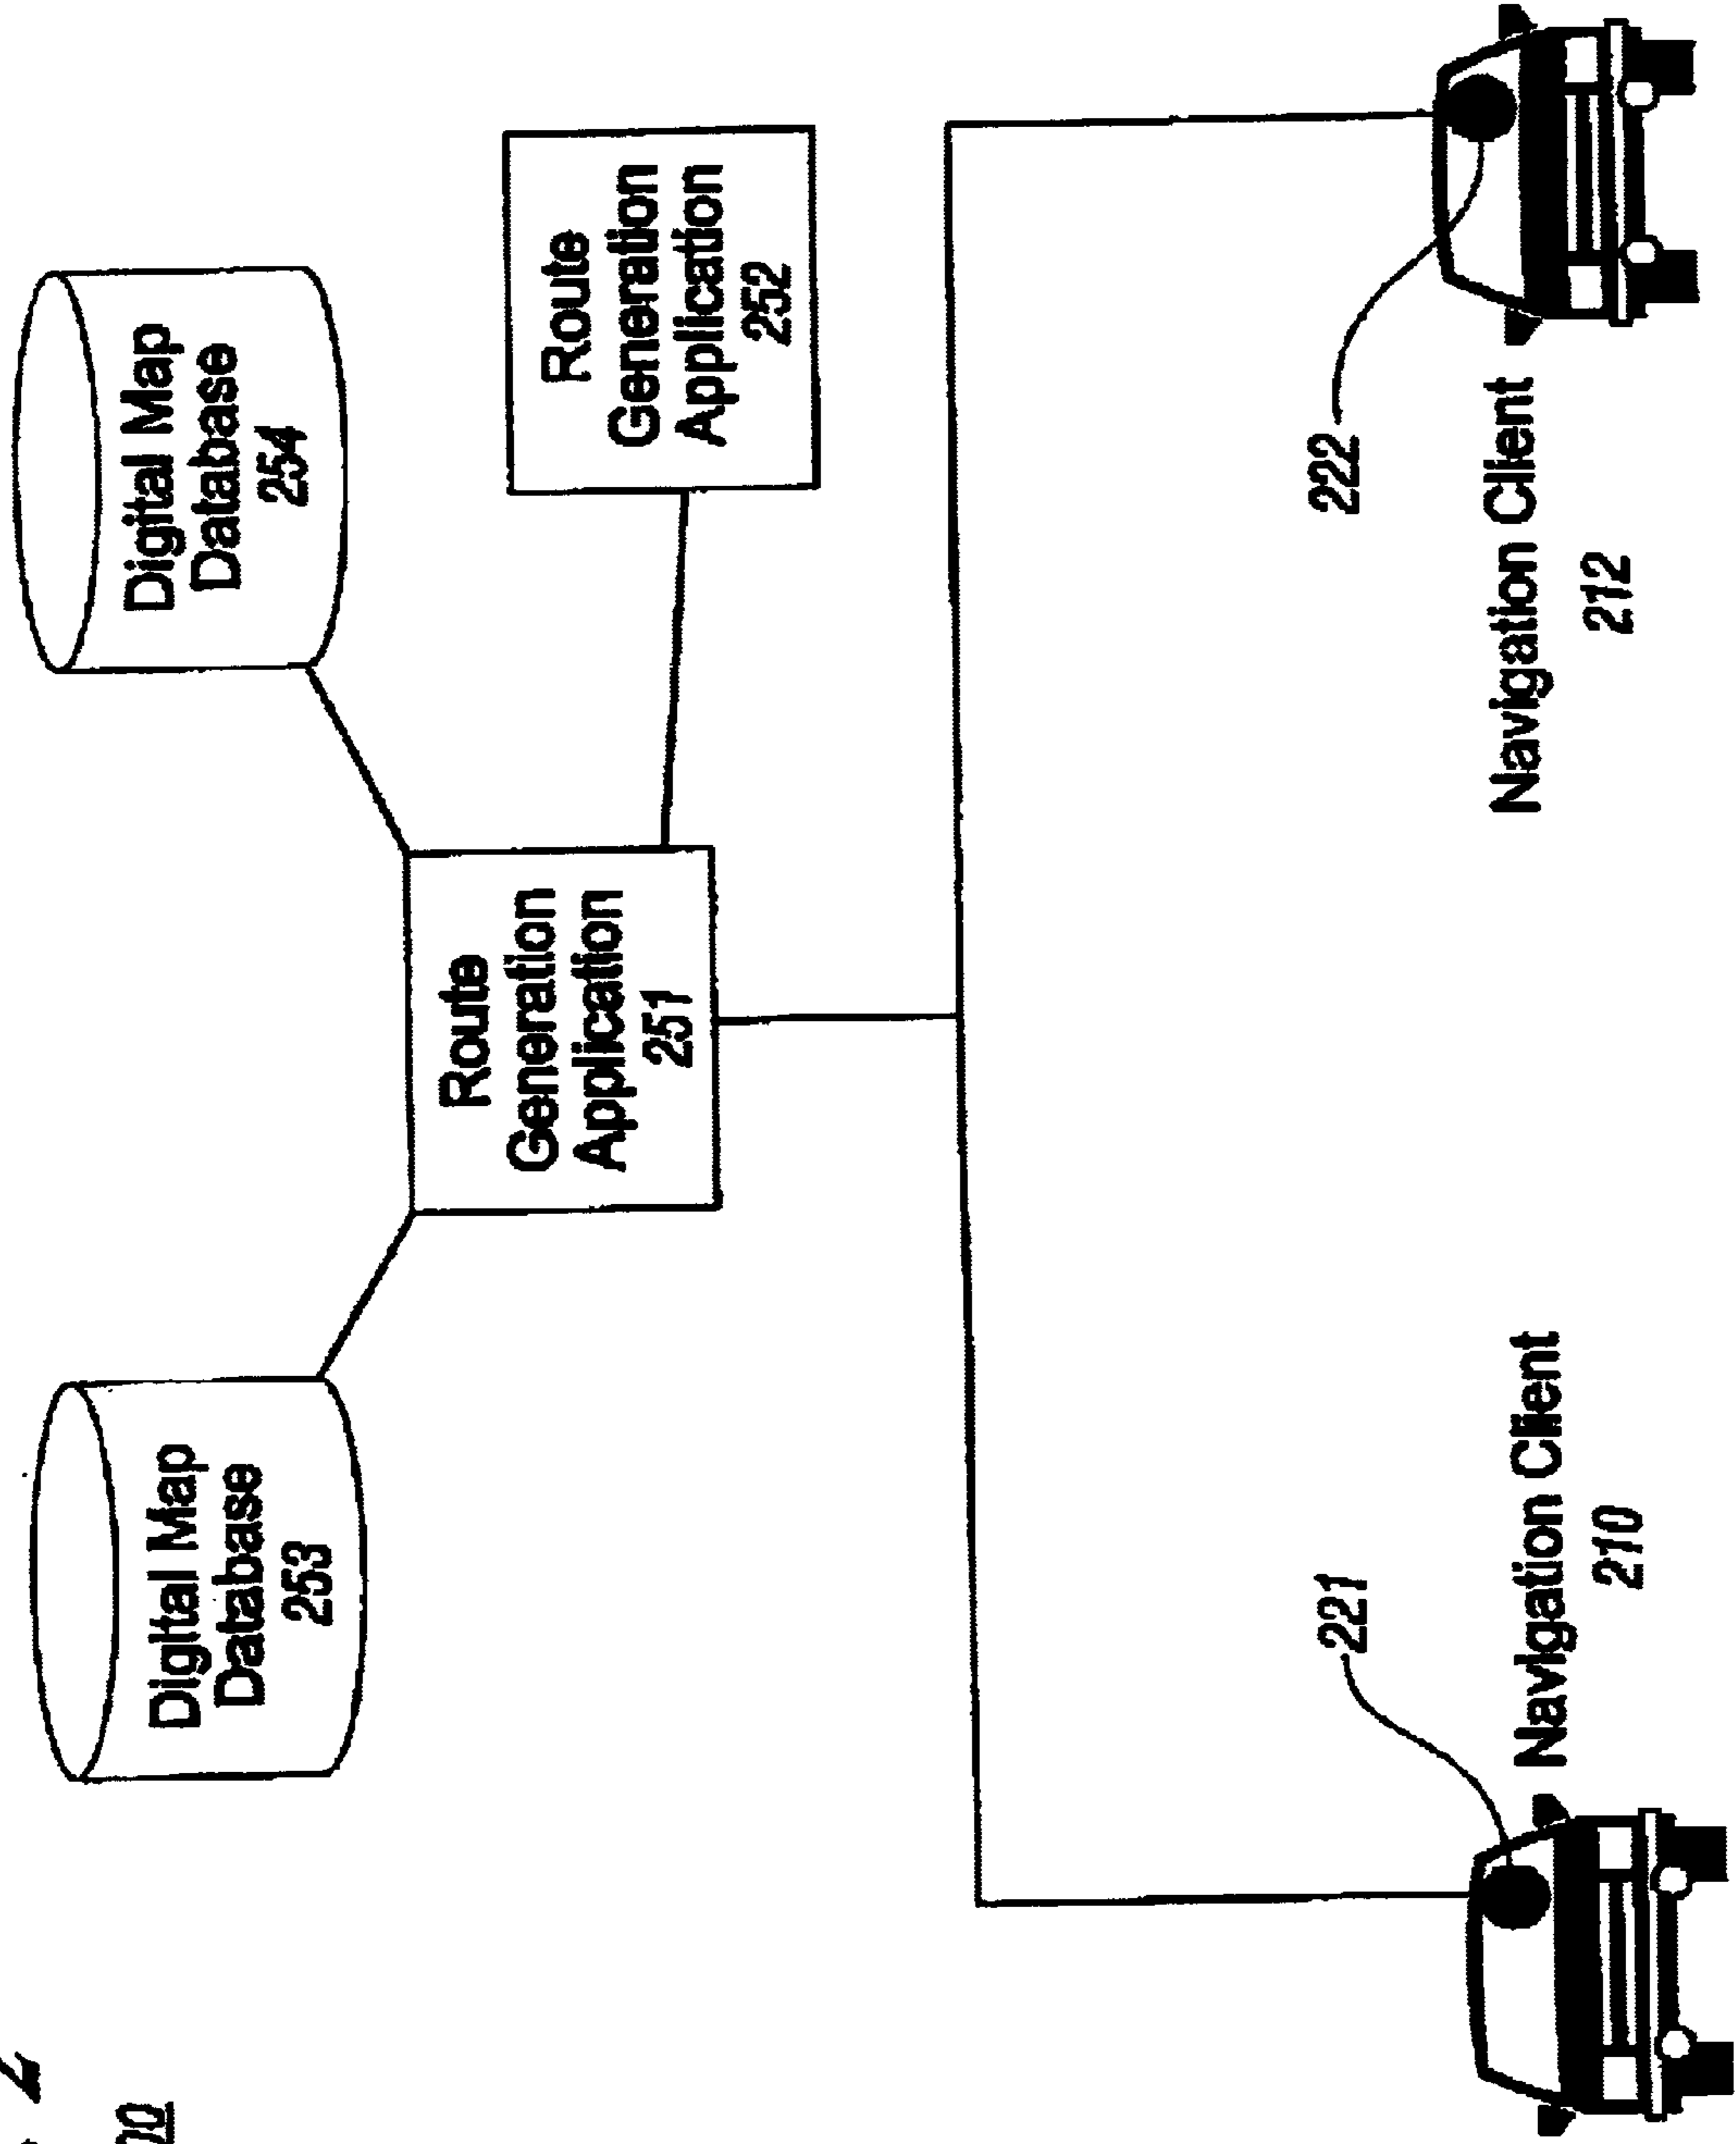 Digital Map
Database
253
Digital Map
Database
254
Route
Generation
Application
251
Route
Generation
Application
252
221
Navigation Client
210
222
Navigation Client
212